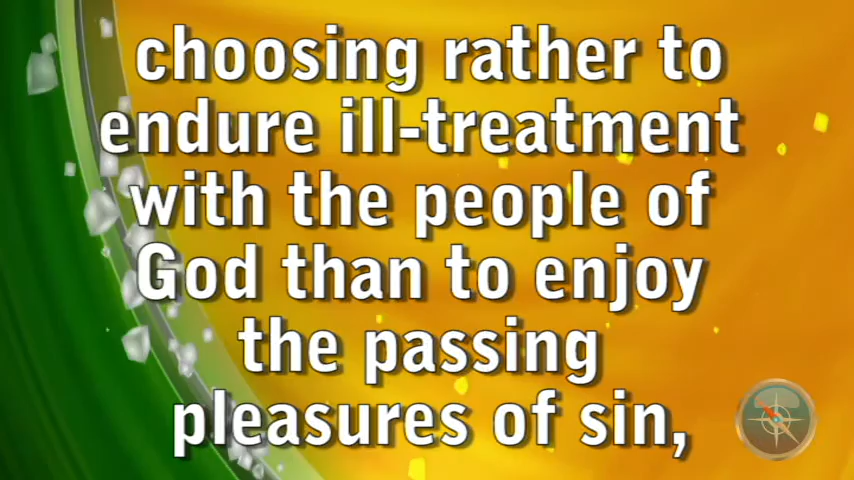 choosing rather to
endure ill-treatment
with the people of
God than to enjoy
the passing
pleasures of sin,